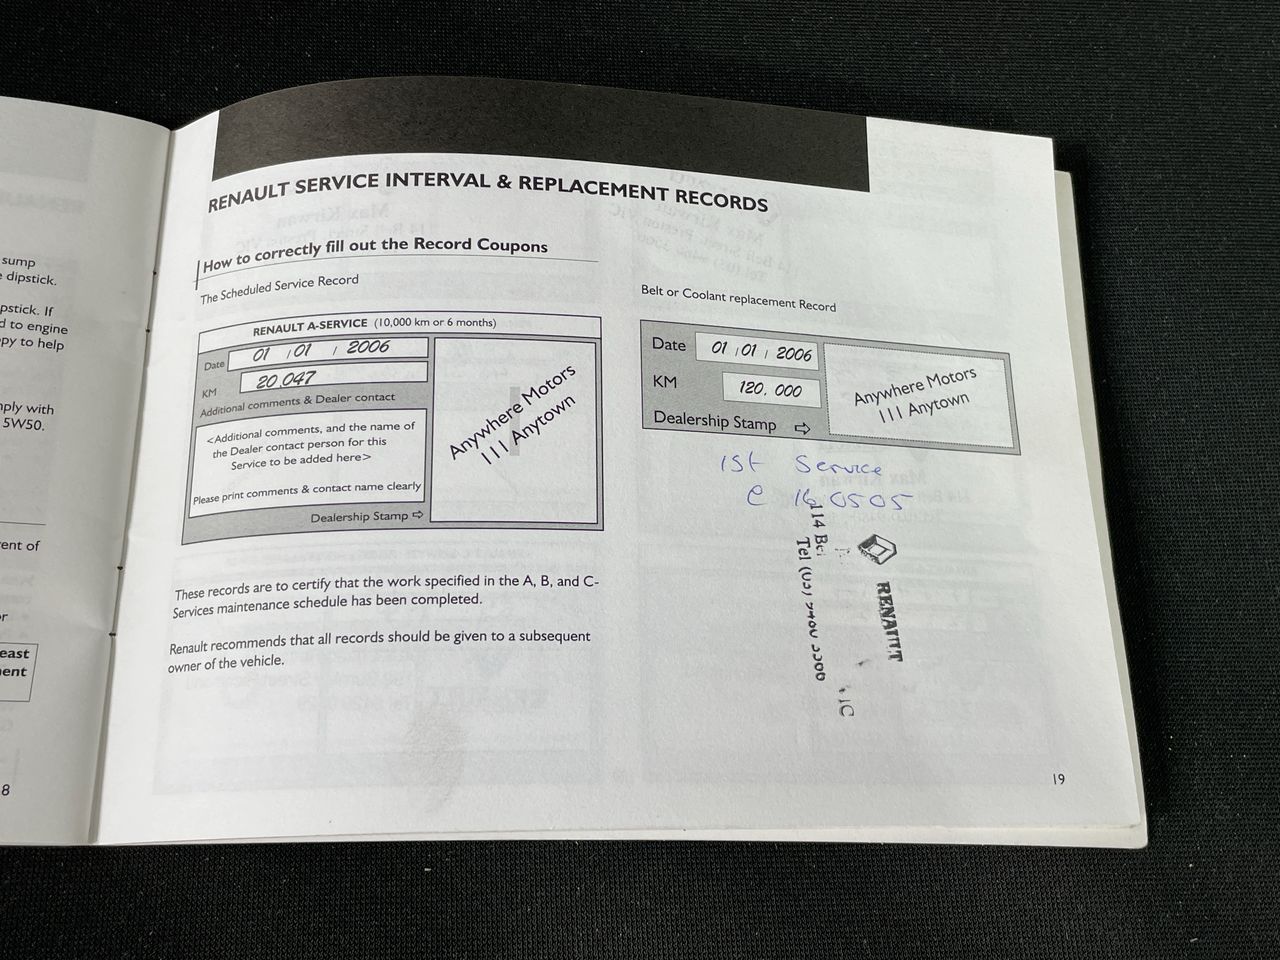 sump
dipstick.
pstick. If
d to engine
py to help
ply with
5W50.
ent of
or
east
ent
8
RENAULT SERVICE INTERVAL & REPLACEMENT RECORDS
How to correctly fill out the Record Coupons
The Scheduled Service Record
RENAULT A-SERVICE (10,000 km or 6 months)
Date 01 / 01 / 2006
KM 20 047
Additional comments & Dealer contact
<Additional comments, and the name of
the Dealer contact person for this
Service to be added here>
Please print comments & contact name clearly
Dealership Stamp ⇨
Anywhere Motors
111 Anytown
These records are to certify that the work specified in the A, B, and C-
Services maintenance schedule has been completed.
Renault recommends that all records should be given to a subsequent
owner of the vehicle.
Belt or Coolant replacement Record
Date 01 / 01 / 2006
KM 120, 000
Dealership Stamp ⇨
Anywhere Motors
111 Anytown
1st Service
@ 160505
RENAULT
114 Bel
Tel
19